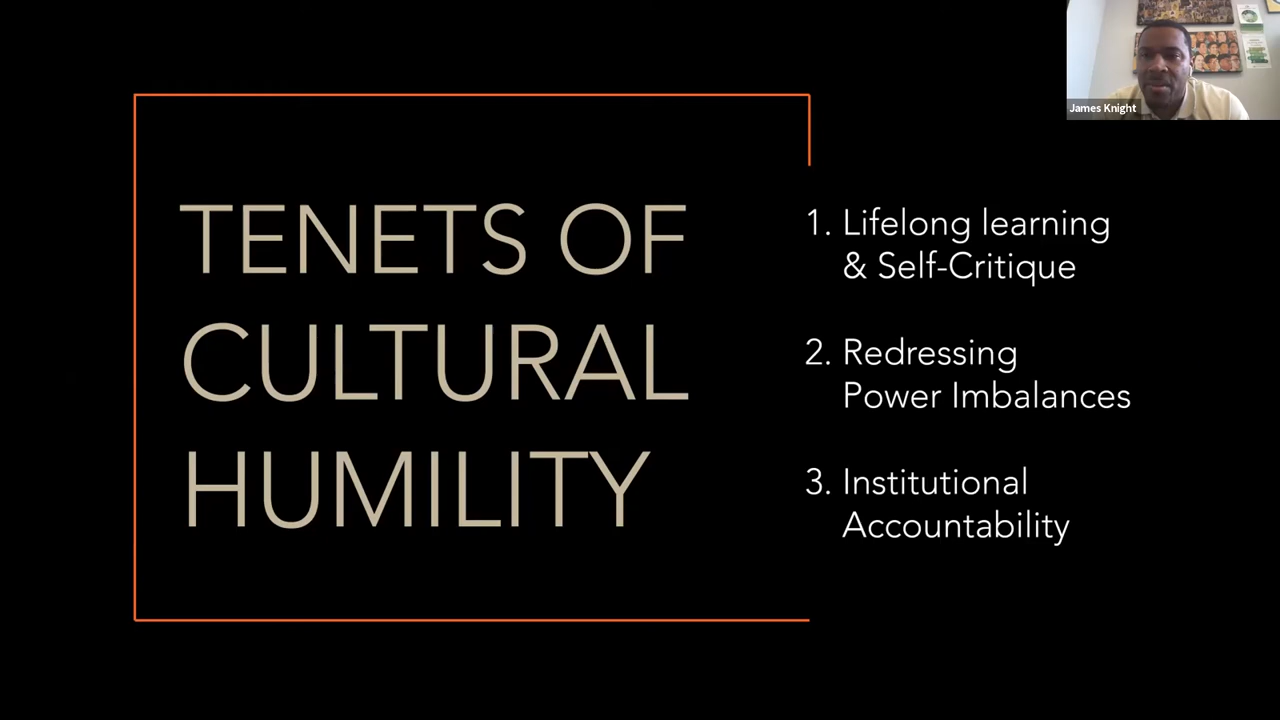 TENETS OF
CULTURAL
HUMILITY
1. Lifelong learning
& Self-Critique
2. Redressing
Power Imbalances
3. Institutional
Accountability
James Knight